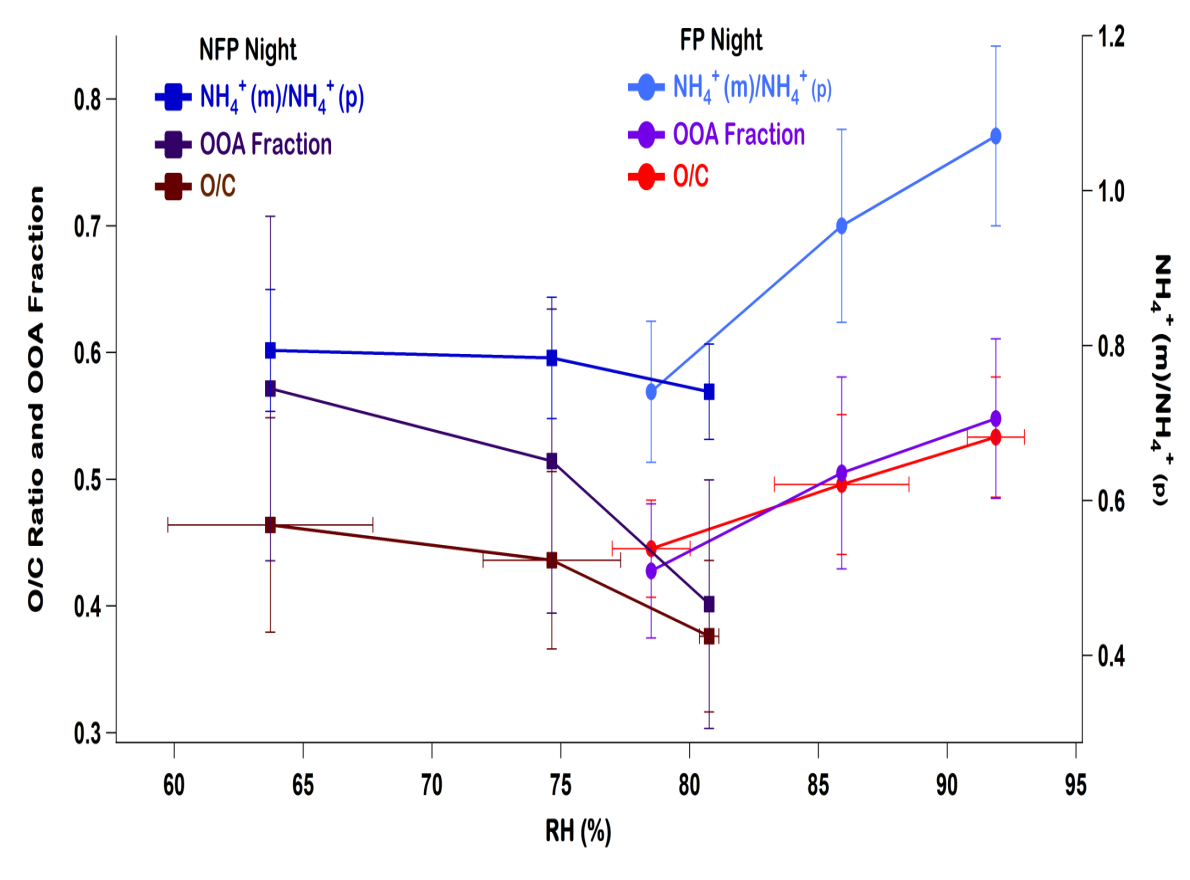 NFP Night
NH₄⁺ (m)/NH₄⁺ (p)
OOA Fraction
O/C
FP Night
NH₄⁺ (m)/NH₄⁺ (p)
OOA Fraction
O/C
O/C Ratio and OOA Fraction
0.8
0.7
0.6
0.5
0.4
0.3
1.2
1.0
0.8
0.6
0.4
NH₄⁺ (m)/NH₄⁺ (p)
60 65 70 75 80 85 90 95
RH (%)